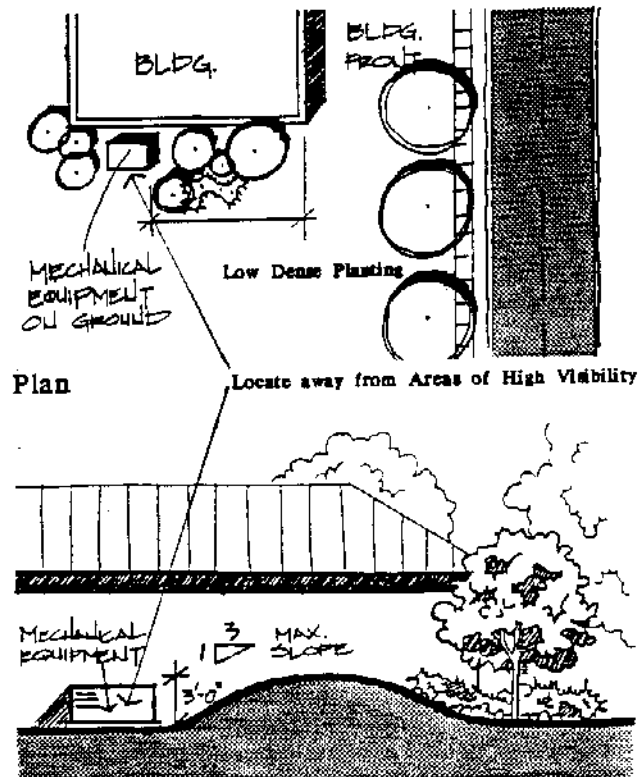 BLDG.
BLDG.
FRONT
MECHANICAL
EQUIPMENT
ON GROUND
Low Dense Planting
Plan
Locate away from Areas of High Visibility
MECHANICAL
EQUIPMENT
3
1
MAX.
SLOPE
3'-0"